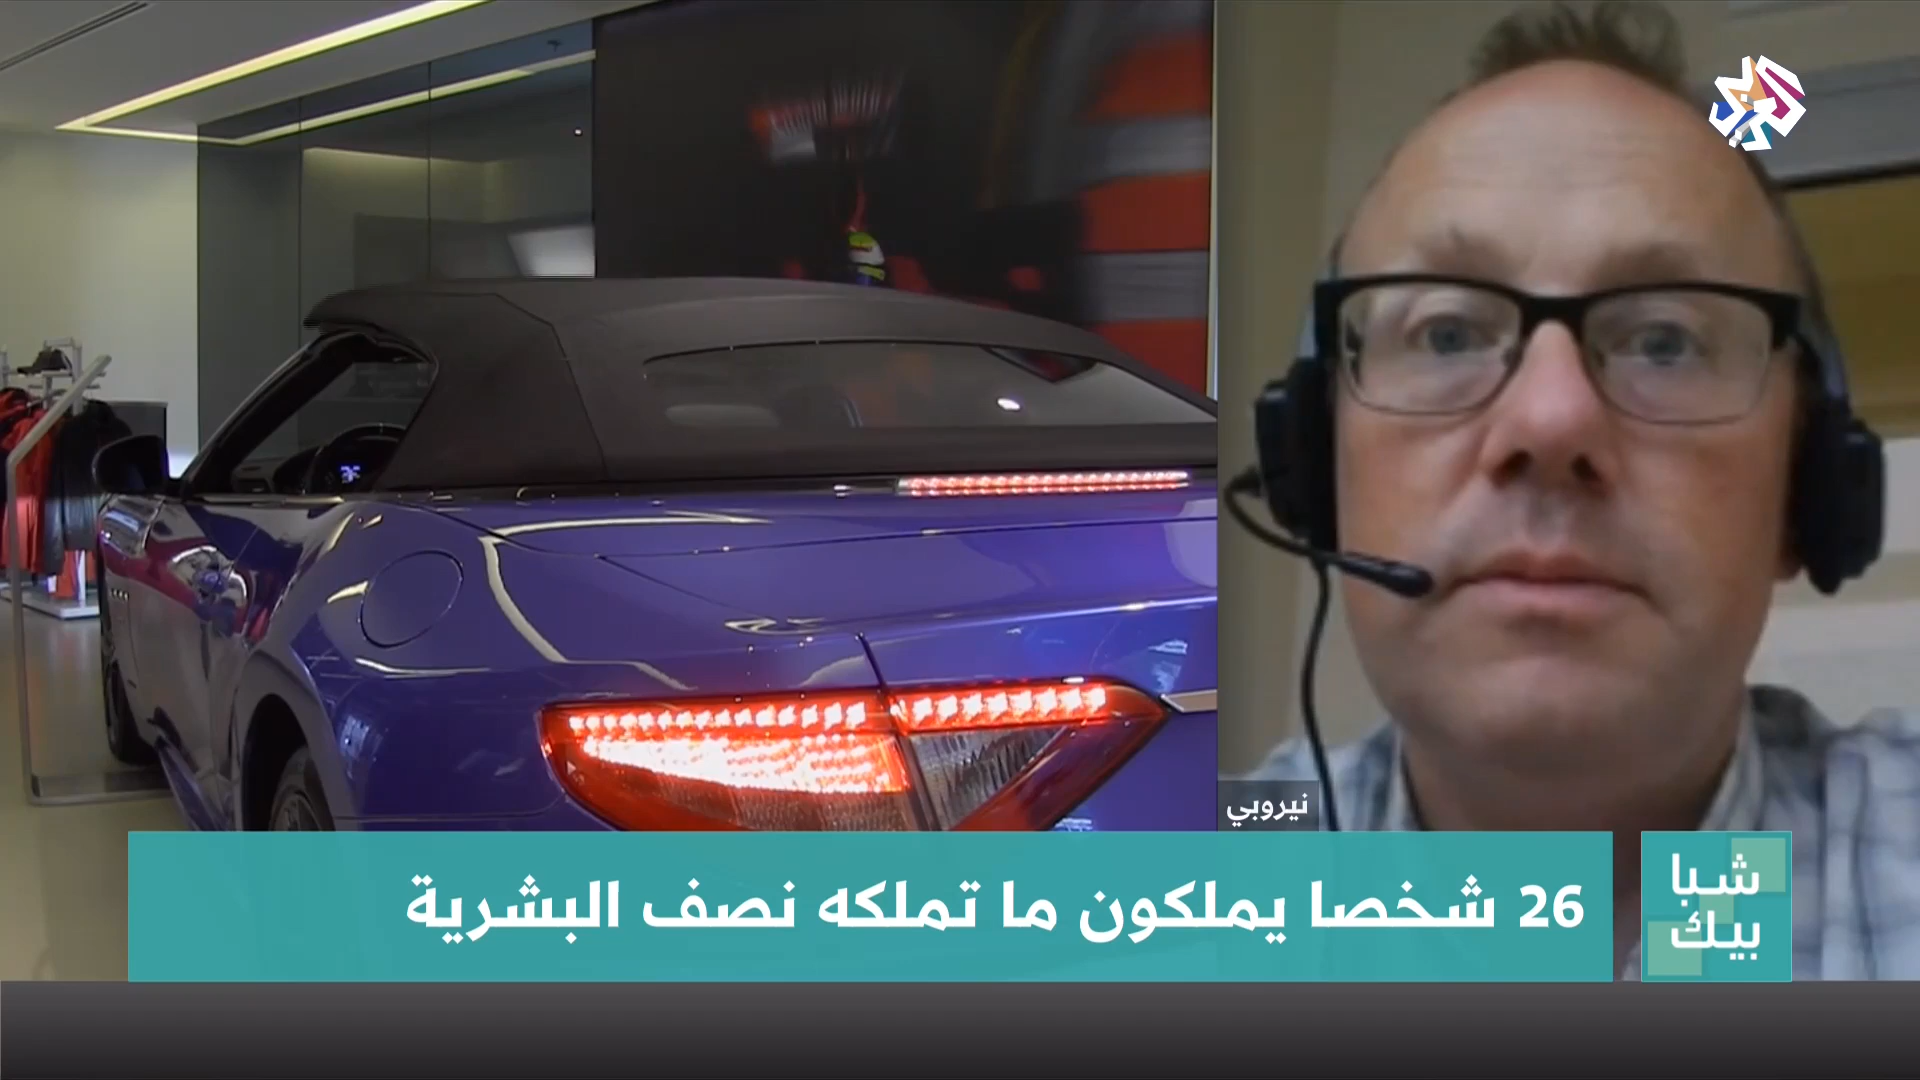 نيروبي
26 شخصا يملكون ما تملكه نصف البشرية
شبا
بيك